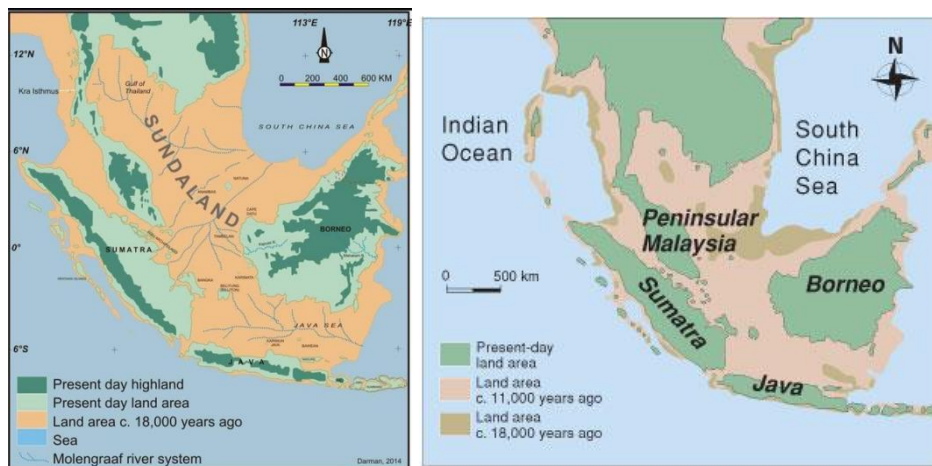 113°E
119°E
12°N
N
0 200 400 600 KM
Gulf of
Thailand
Kra Isthmus
SOUTH CHINA SEA
6°N
SUNDALAND
NATUNA
BORNEO
SUMATRA
0°
BANGKA
JAVA SEA
6°S
JAVA
Present day highland
Present day land area
Land area c. 18,000 years ago
Sea
Molengraaf river system
Darman, 2014
N
Indian
Ocean
South
China
Sea
Peninsular
Malaysia
0 500 km
Borneo
Sumatra
Java
Present-day
land area
Land area
c. 11,000 years ago
Land area
c. 18,000 years ago